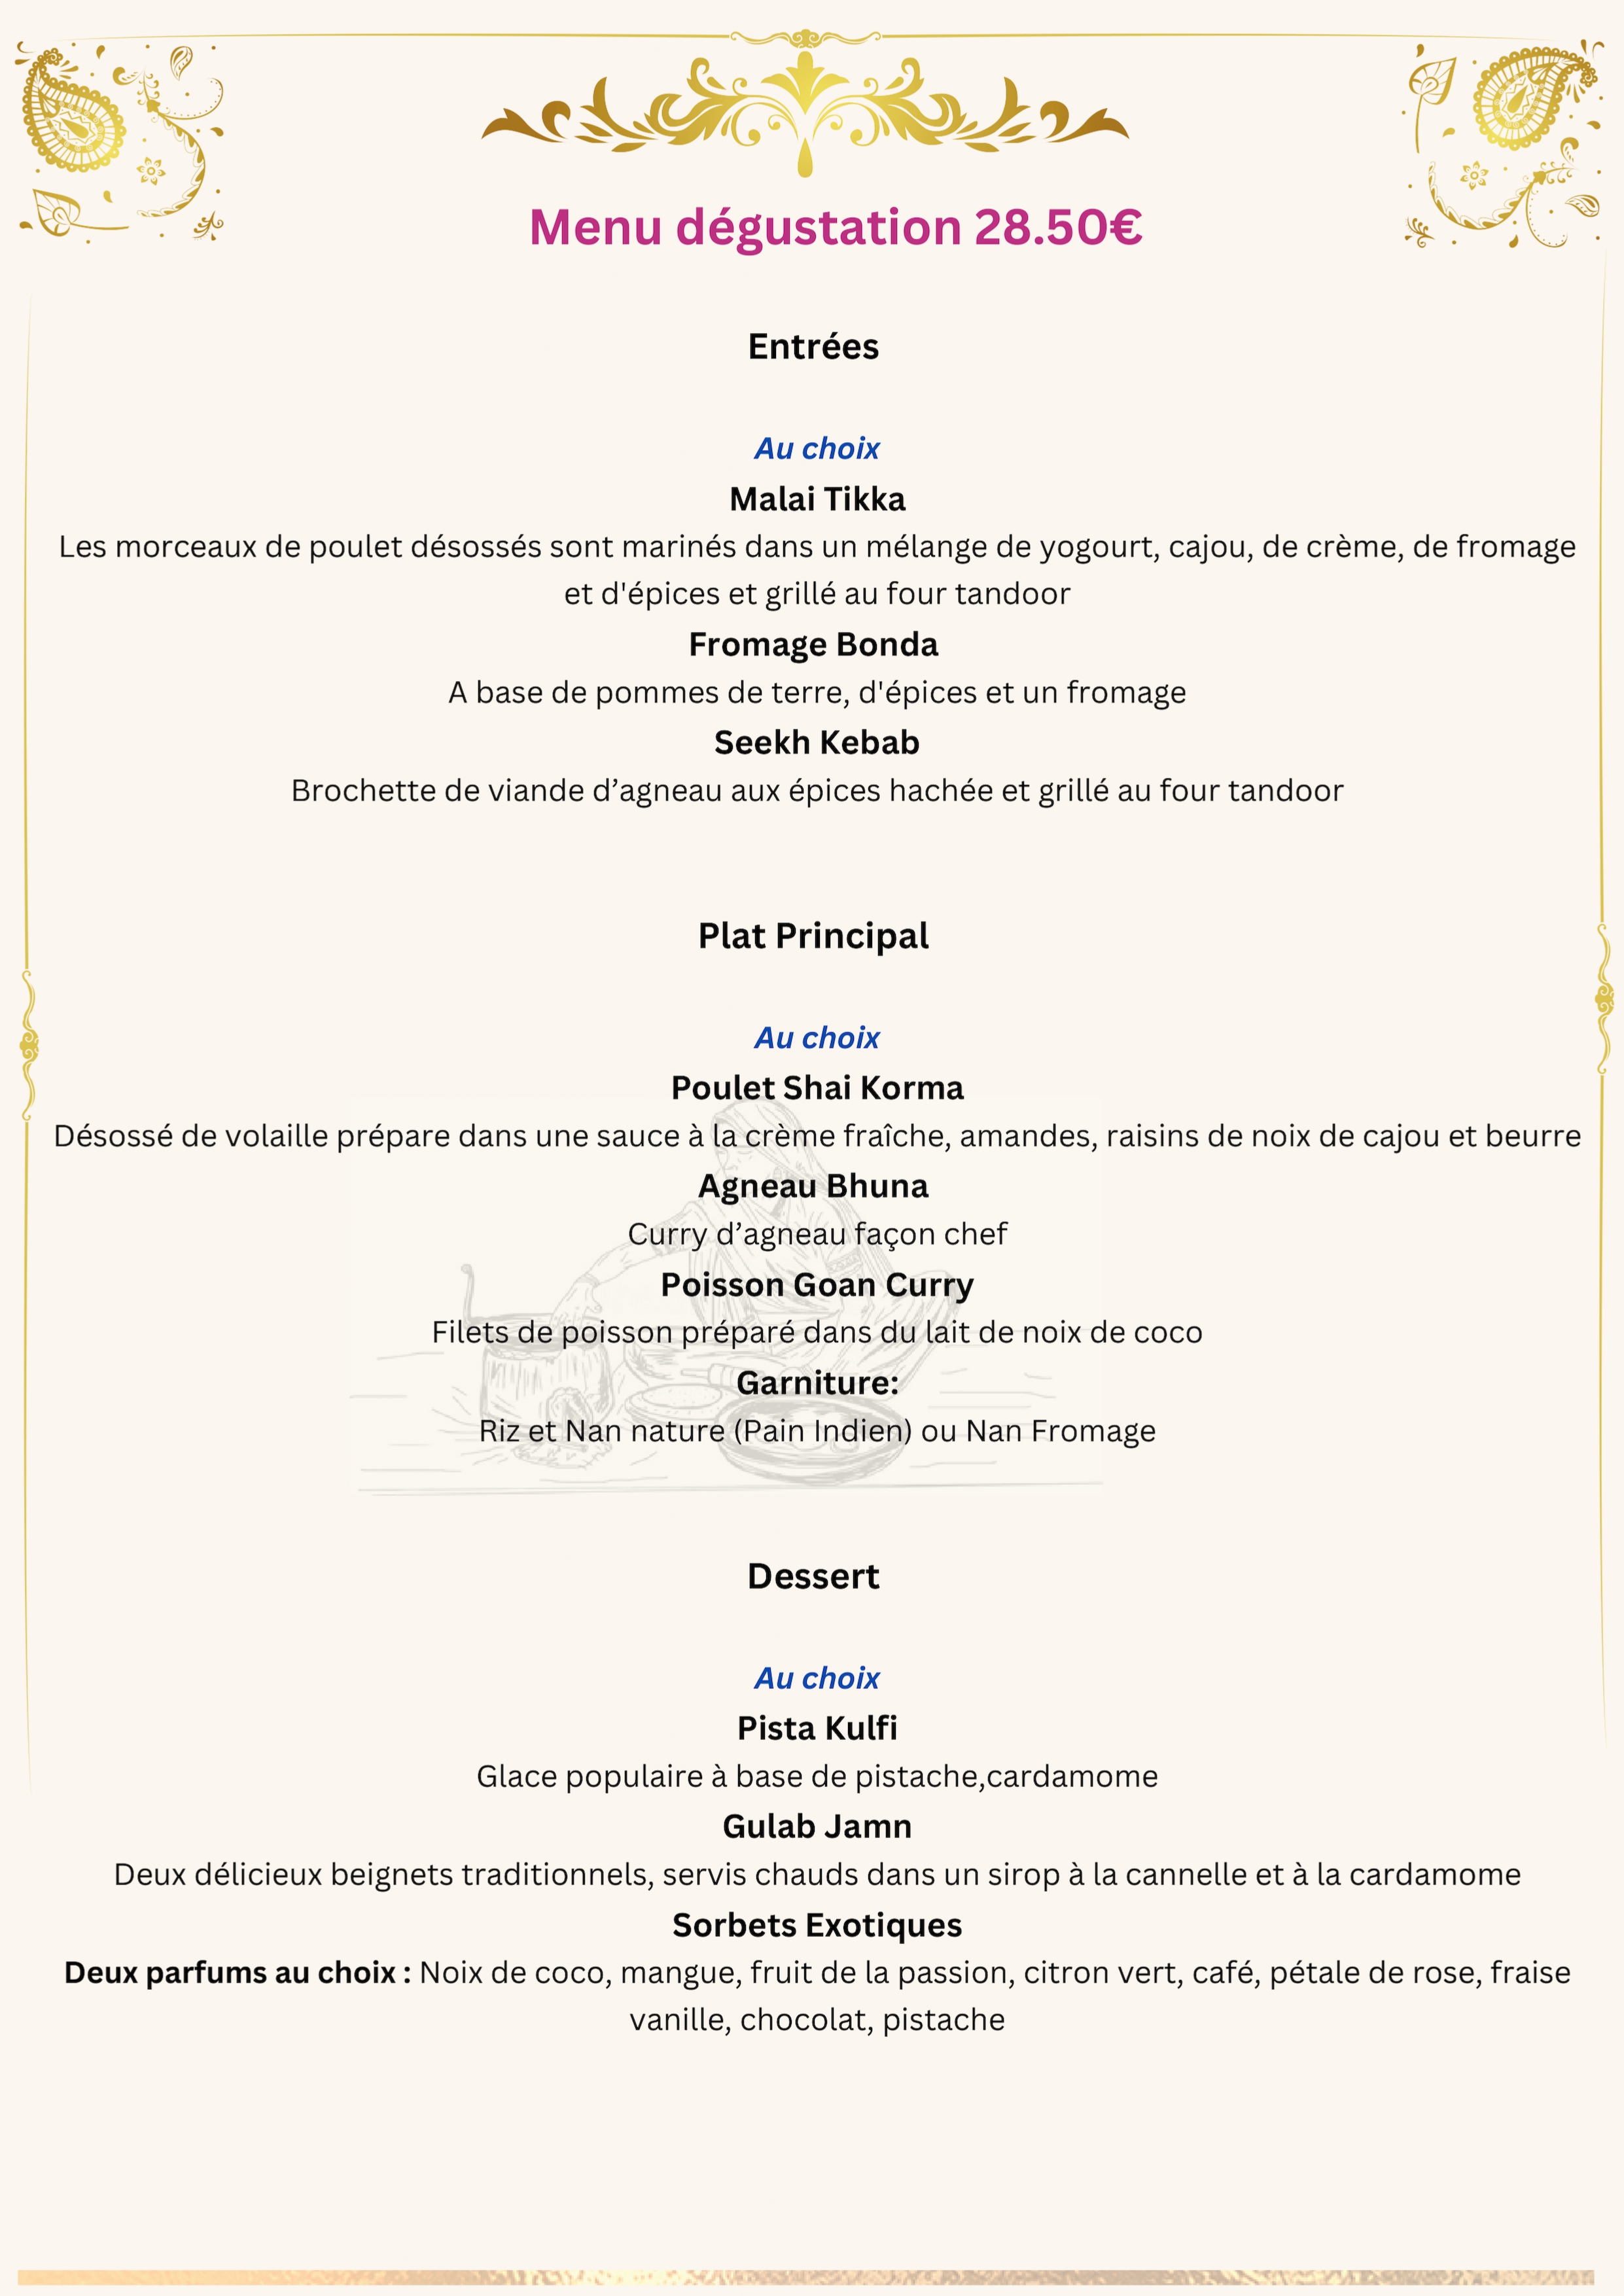 Menu dégustation 28.50€
Entrées
Au choix
Malai Tikka
Les morceaux de poulet désossés sont marinés dans un mélange de yogourt, cajou, de crème, de fromage
et d'épices et grillé au four tandoor
Fromage Bonda
A base de pommes de terre, d'épices et un fromage
Seekh Kebab
Brochette de viande d’agneau aux épices hachée et grillé au four tandoor
Plat Principal
Au choix
Poulet Shai Korma
Désossé de volaille prépare dans une sauce à la crème fraîche, amandes, raisins de noix de cajou et beurre
Agneau Bhuna
Curry d’agneau façon chef
Poisson Goan Curry
Filets de poisson préparé dans du lait de noix de coco
Garniture:
Riz et Nan nature (Pain Indien) ou Nan Fromage
Dessert
Au choix
Pista Kulfi
Glace populaire à base de pistache,cardamome
Gulab Jamn
Deux délicieux beignets traditionnels, servis chauds dans un sirop à la cannelle et à la cardamome
Sorbets Exotiques
Deux parfums au choix : Noix de coco, mangue, fruit de la passion, citron vert, café, pétale de rose, fraise
vanille, chocolat, pistache